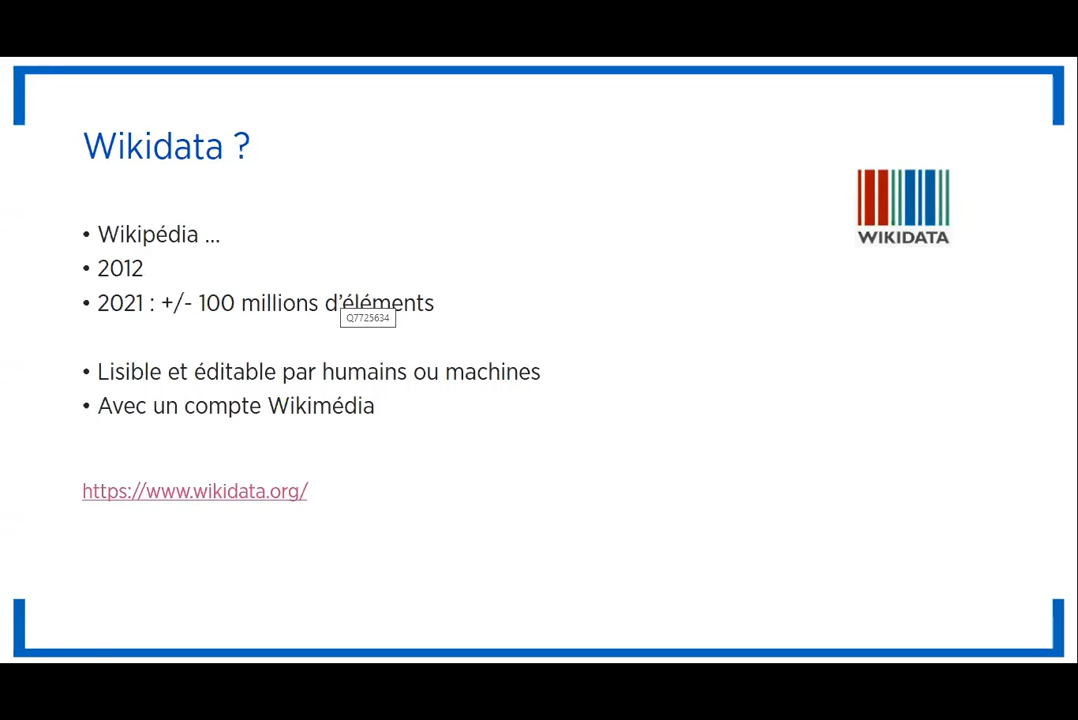 Wikidata ?
WIKIDATA
• Wikipédia ...
• 2012
• 2021 : +/- 100 millions d’éléments
Q7725634
• Lisible et éditable par humains ou machines
• Avec un compte Wikimédia
https://www.wikidata.org/